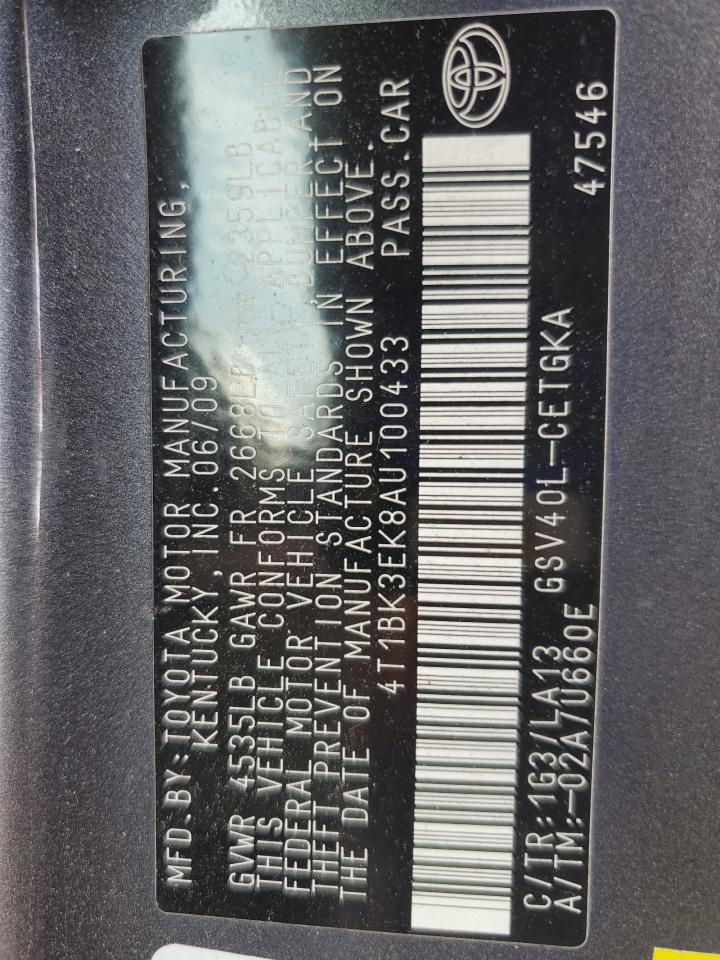 MFD.BY:TOYOTA MOTOR MANUFACTURING,
KENTUCKY,INC.06/09
GVWR 4535LB GAWR FR 2668LB RR 2359LB
THIS VEHICLE CONFORMS TO ALL APPLICABLE
FEDERAL MOTOR VEHICLE SAFETY, BUMPER AND
THEFT PREVENTION STANDARDS IN EFFECT ON
THE DATE OF MANUFACTURE SHOWN ABOVE.
4T1BK3EK8AU100433 PASS.CAR
C/TR:1G3/LA13 GSV40L-CETGKA
A/TM:-02A/U660E 47546